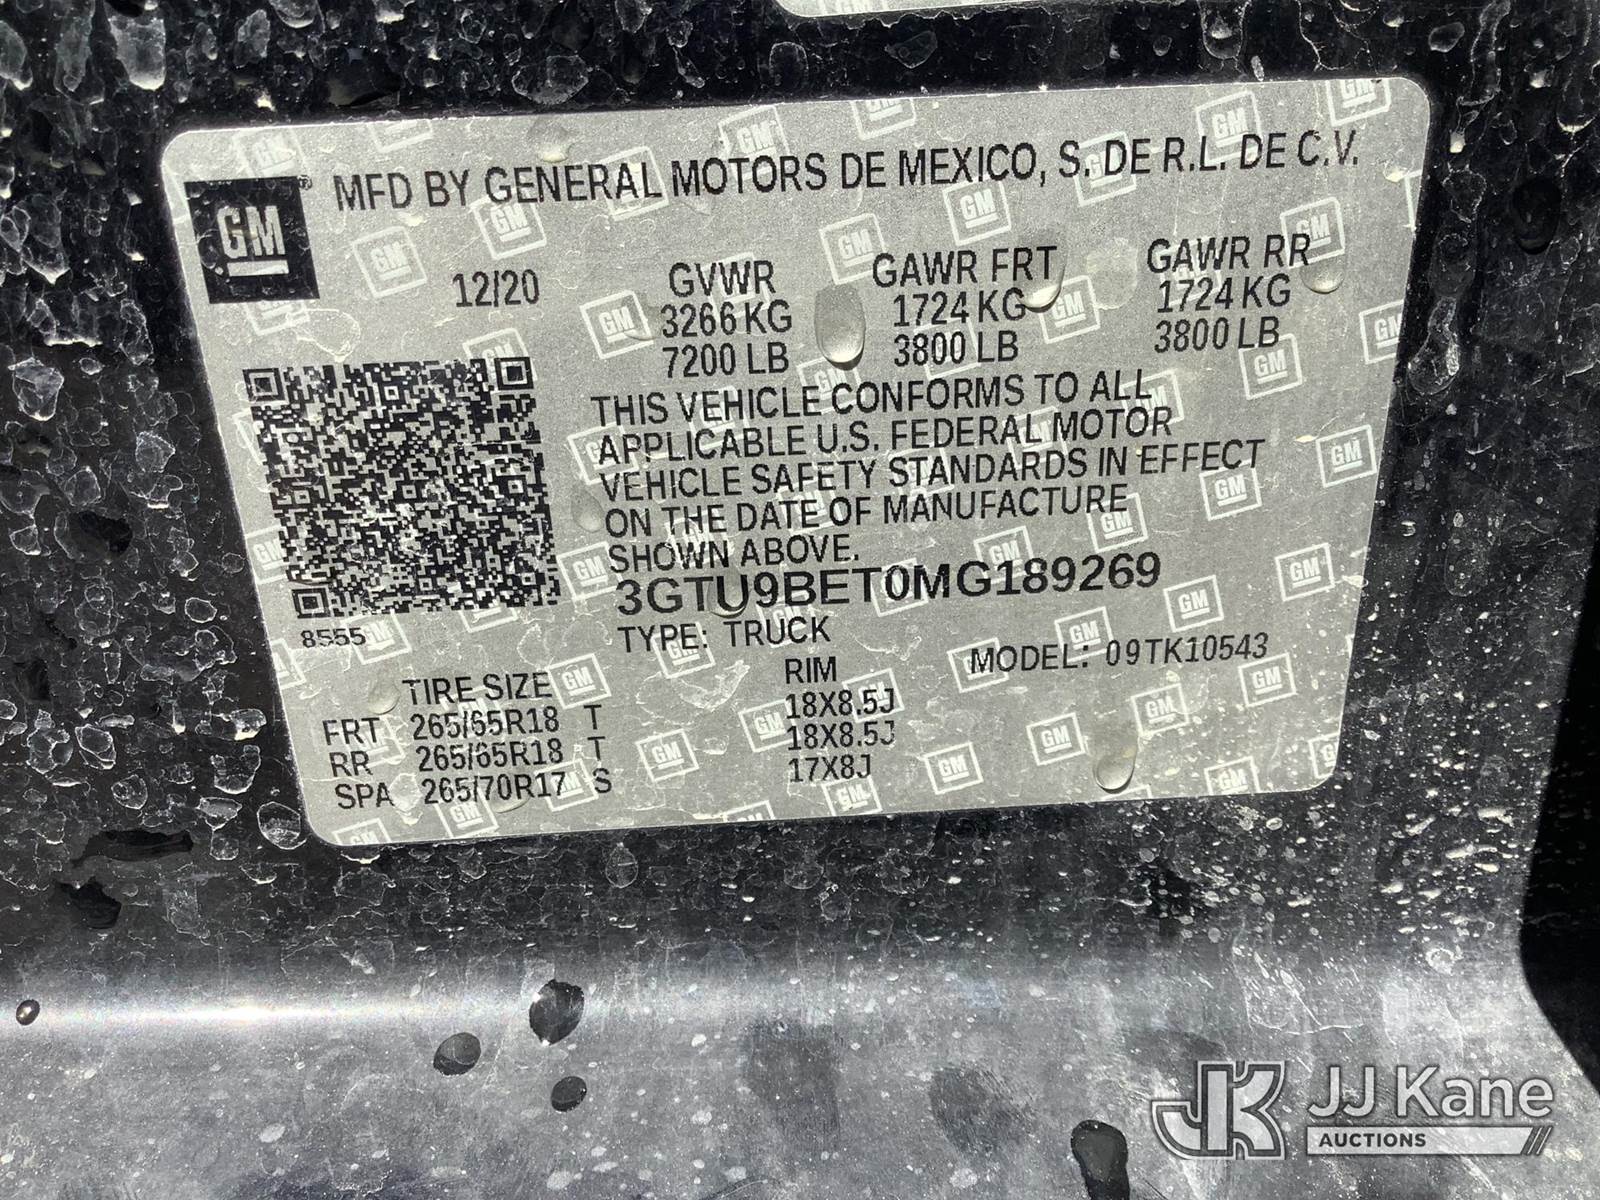 GM
MFD BY GENERAL MOTORS DE MEXICO, S. DE R.L. DE C.V.
12/20
GVWR
3266 KG
7200 LB
GAWR FRT
1724 KG
3800 LB
GAWR RR
1724 KG
3800 LB
THIS VEHICLE CONFORMS TO ALL
APPLICABLE U.S. FEDERAL MOTOR
VEHICLE SAFETY STANDARDS IN EFFECT
ON THE DATE OF MANUFACTURE
SHOWN ABOVE.
3GTU9BET0MG189269
8555
TYPE: TRUCK
MODEL: 09TK10543
TIRE SIZE RIM
FRT 265/65R18 T 18X8.5J
RR 265/65R18 T 18X8.5J
SPA 265/70R17 S 17X8J
JK JJ Kane
AUCTIONS